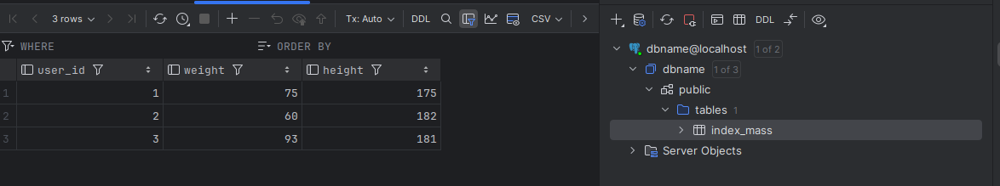 3 rows Tx: Auto DDL CSV
WHERE ORDER BY
user_id weight height
1 1 75 175
2 2 60 182
3 3 93 181
DDL
dbname@localhost 1 of 2
dbname 1 of 3
public
tables 1
index_mass
Server Objects